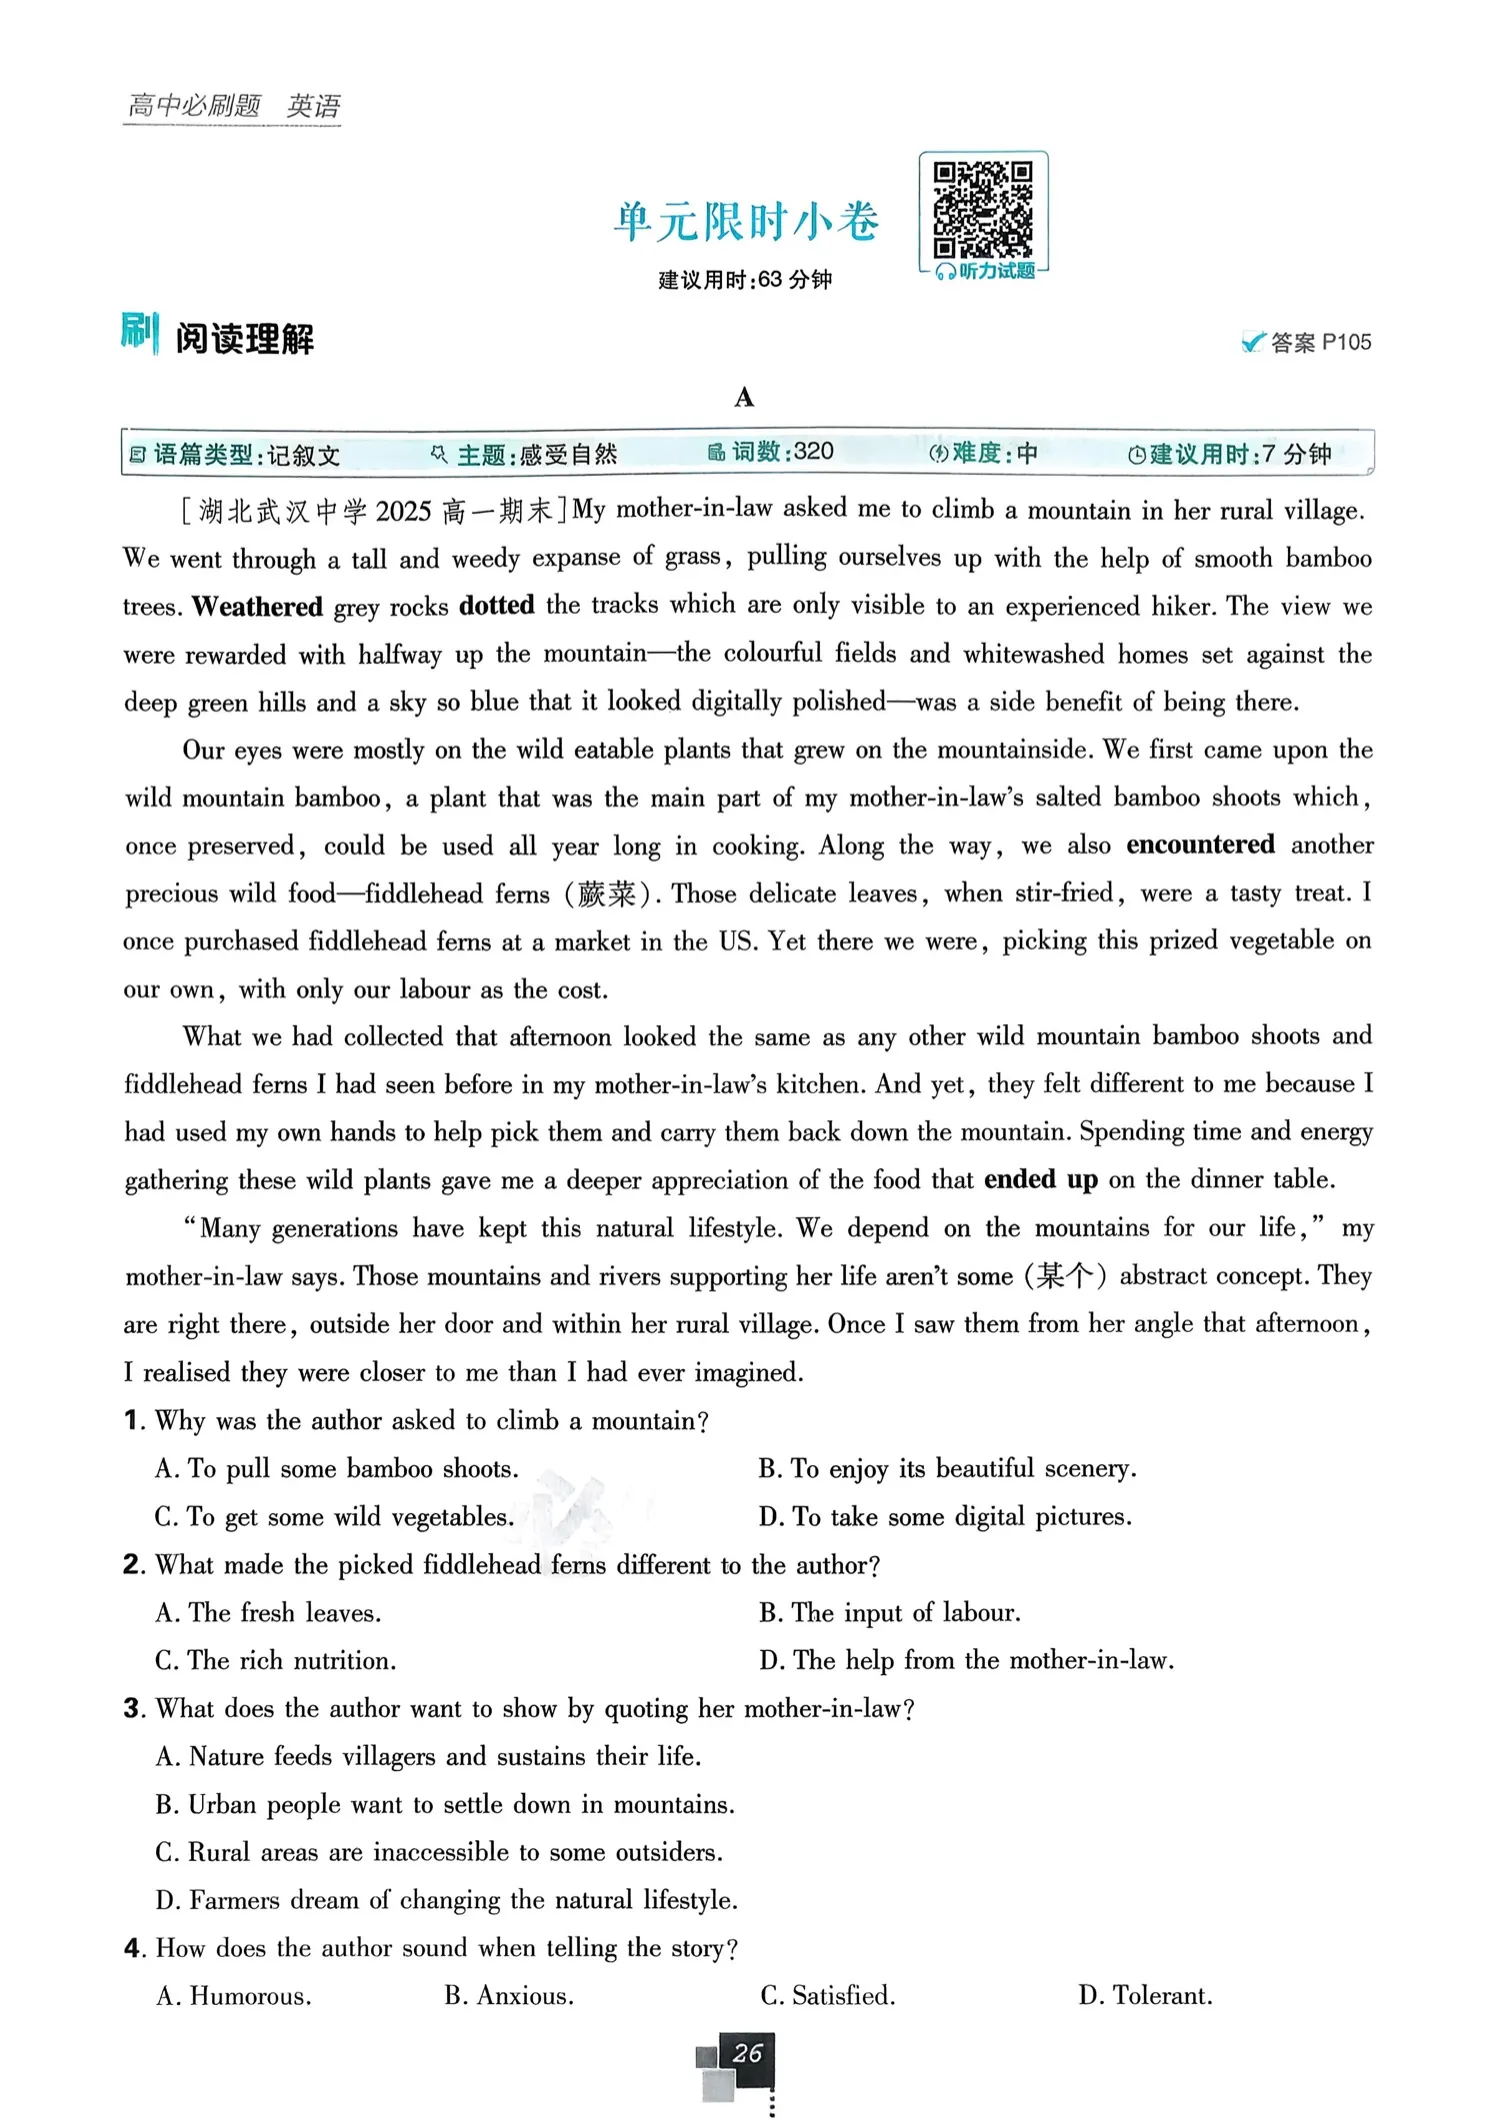 高中必刷题 英语
单元限时小卷
建议用时:63 分钟
听力试题
刷 阅读理解
答案 P105
A
语篇类型:记叙文 主题:感受自然 词数:320 难度:中 建议用时:7 分钟
[湖北武汉中学 2025 高一期末]My mother-in-law asked me to climb a mountain in her rural village.
We went through a tall and weedy expanse of grass, pulling ourselves up with the help of smooth bamboo
trees. Weathered grey rocks dotted the tracks which are only visible to an experienced hiker. The view we
were rewarded with halfway up the mountain—the colourful fields and whitewashed homes set against the
deep green hills and a sky so blue that it looked digitally polished—was a side benefit of being there.
Our eyes were mostly on the wild eatable plants that grew on the mountainside. We first came upon the
wild mountain bamboo, a plant that was the main part of my mother-in-law's salted bamboo shoots which,
once preserved, could be used all year long in cooking. Along the way, we also encountered another
precious wild food—fiddlehead ferns (蕨菜). Those delicate leaves, when stir-fried, were a tasty treat. I
once purchased fiddlehead ferns at a market in the US. Yet there we were, picking this prized vegetable on
our own, with only our labour as the cost.
What we had collected that afternoon looked the same as any other wild mountain bamboo shoots and
fiddlehead ferns I had seen before in my mother-in-law's kitchen. And yet, they felt different to me because I
had used my own hands to help pick them and carry them back down the mountain. Spending time and energy
gathering these wild plants gave me a deeper appreciation of the food that ended up on the dinner table.
"Many generations have kept this natural lifestyle. We depend on the mountains for our life," my
mother-in-law says. Those mountains and rivers supporting her life aren't some (某个) abstract concept. They
are right there, outside her door and within her rural village. Once I saw them from her angle that afternoon,
I realised they were closer to me than I had ever imagined.
1. Why was the author asked to climb a mountain?
A. To pull some bamboo shoots. B. To enjoy its beautiful scenery.
C. To get some wild vegetables. D. To take some digital pictures.
2. What made the picked fiddlehead ferns different to the author?
A. The fresh leaves. B. The input of labour.
C. The rich nutrition. D. The help from the mother-in-law.
3. What does the author want to show by quoting her mother-in-law?
A. Nature feeds villagers and sustains their life.
B. Urban people want to settle down in mountains.
C. Rural areas are inaccessible to some outsiders.
D. Farmers dream of changing the natural lifestyle.
4. How does the author sound when telling the story?
A. Humorous. B. Anxious. C. Satisfied. D. Tolerant.
26